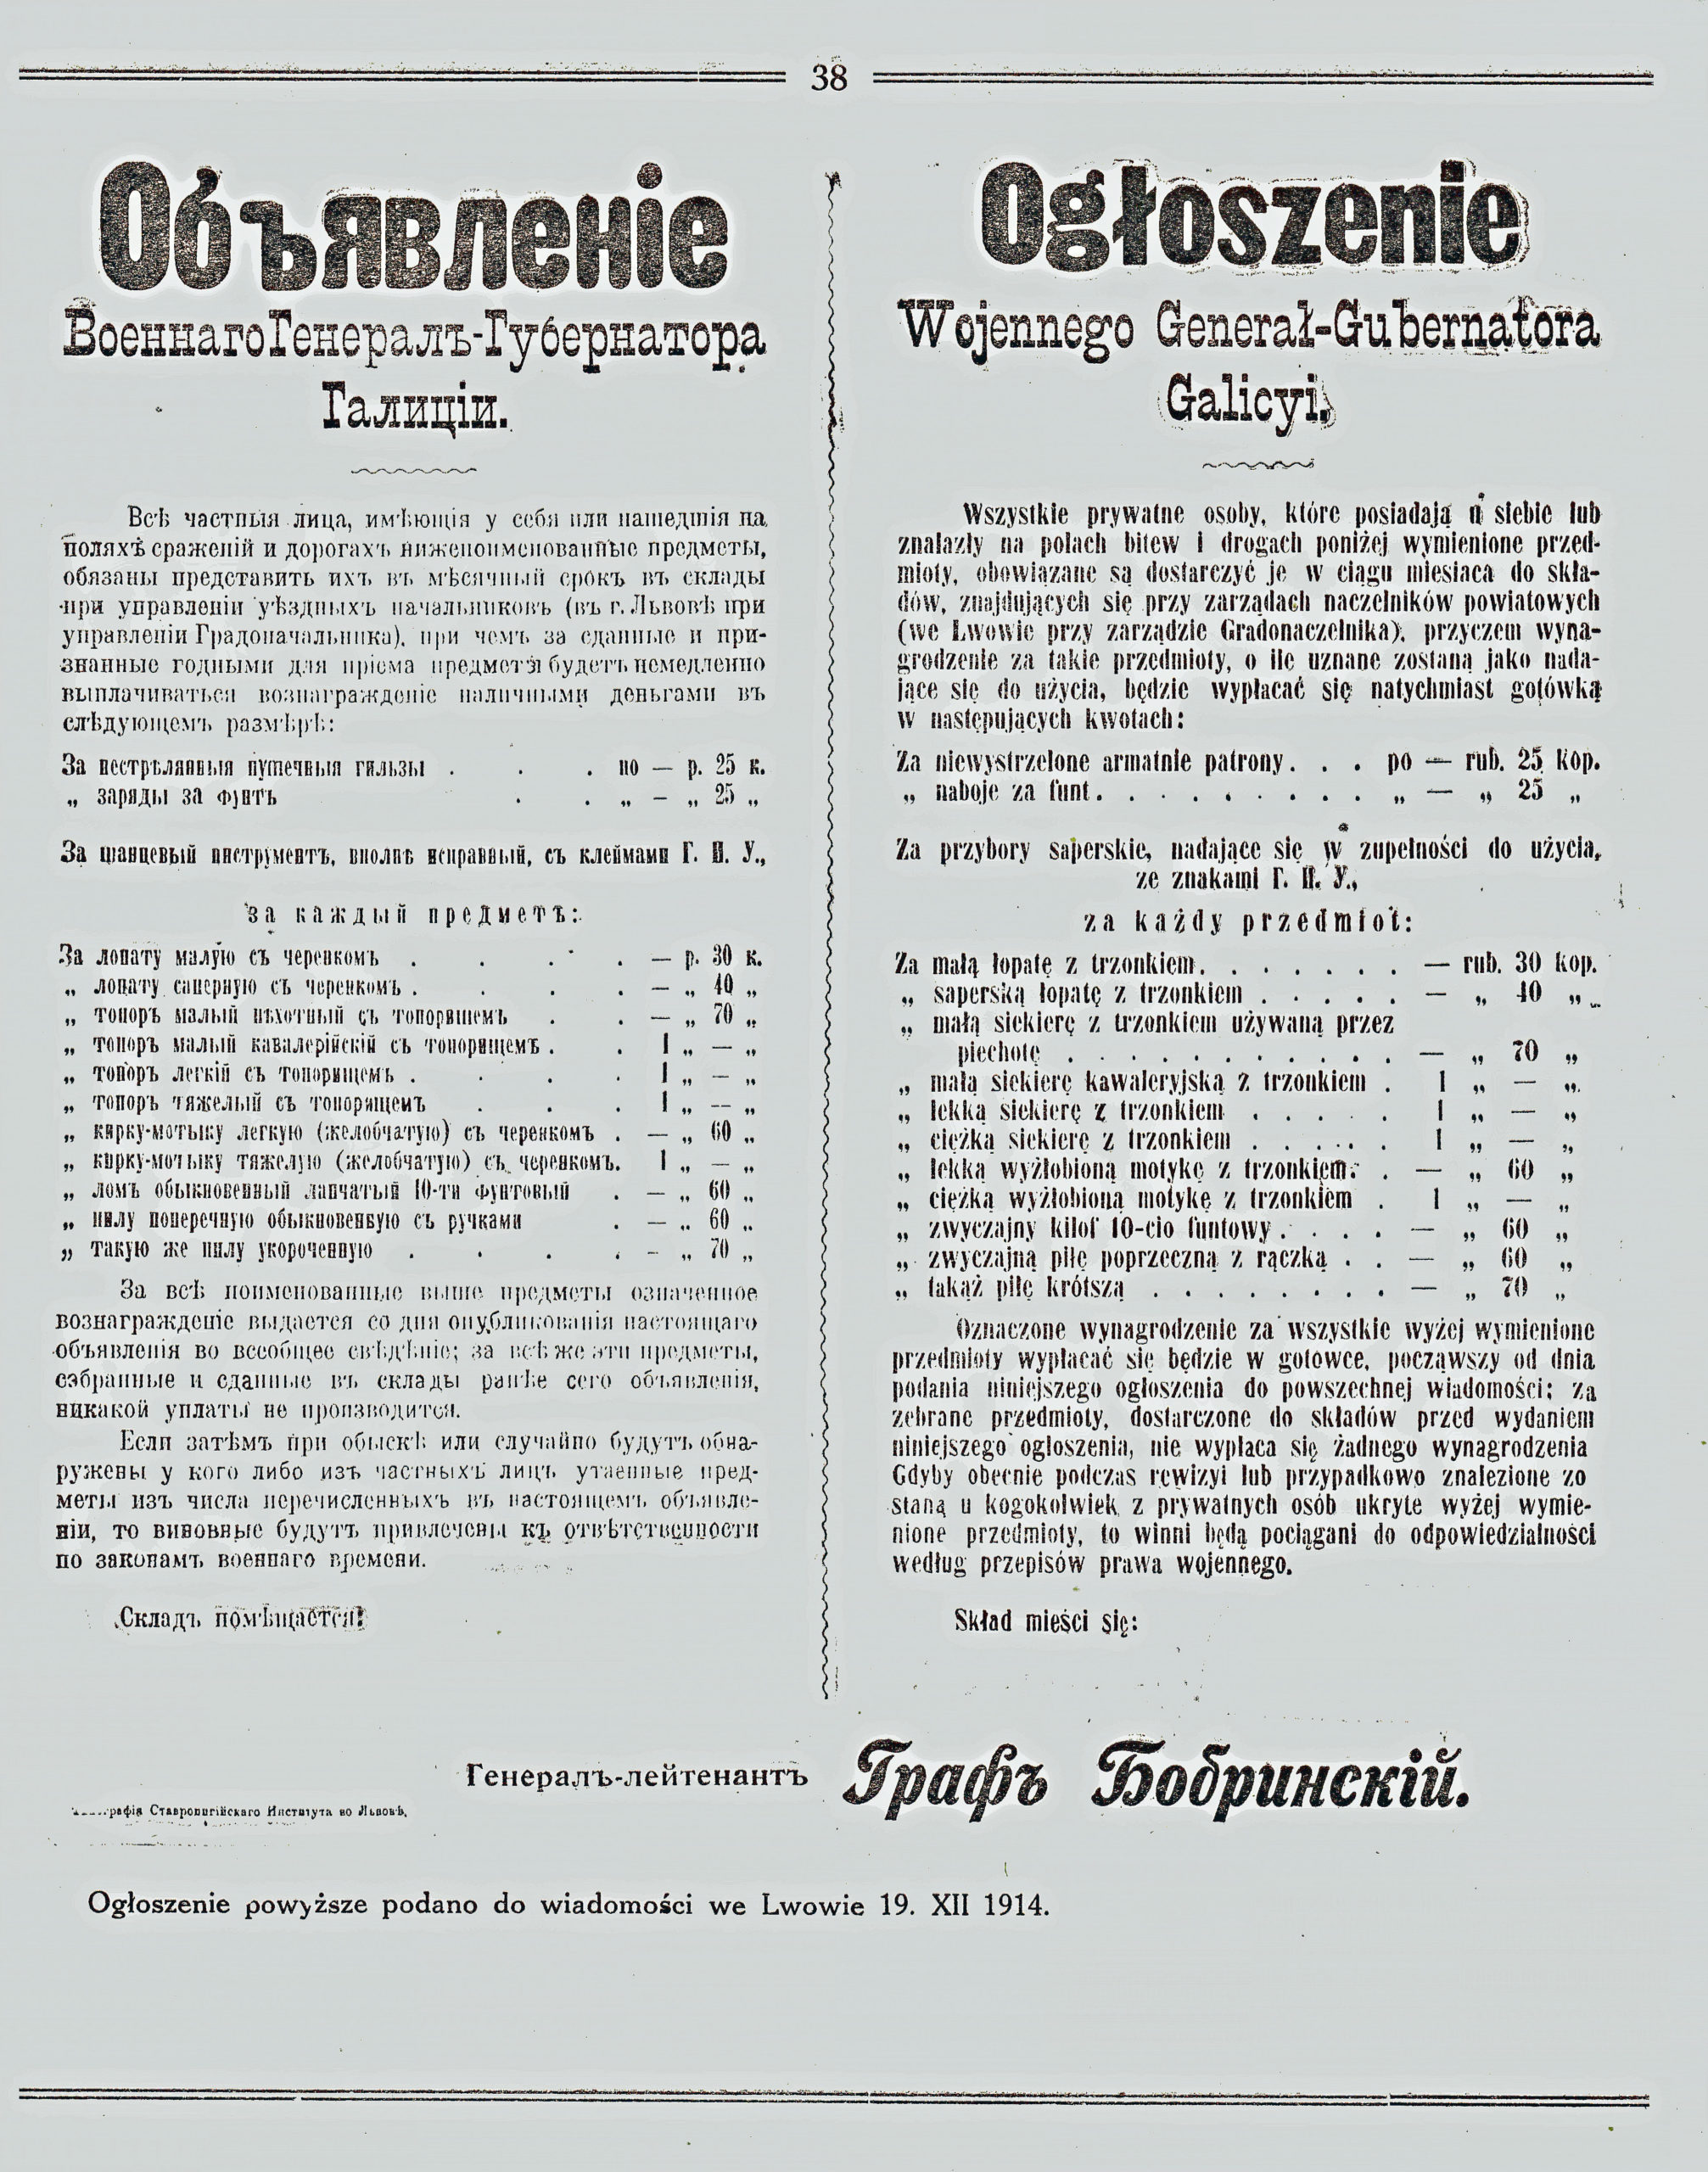 38
Объявленіе
Военнаго Генералъ-Губернатора
Галиціи.
Всѣ частныя лица, имѣющія у себя или нашедшія на
поляхъ сраженій и дорогахъ нижепоименованные предметы,
обязаны представить ихъ въ мѣсячный срокъ въ склады
при управленіи уѣздныхъ начальниковъ (въ г. Львовѣ при
управленіи Градоначальника), при чемъ за сданные и при-
знанные годными для пріема предметы будетъ немедленно
выплачиваться вознагражденіе наличными деньгами въ
слѣдующемъ размѣрѣ:
За нестрѣлянныя пушечныя гильзы . . . по — р. 25 к.
„ заряды за фунтъ . . „ — „ 25 „
За шанцевый инструментъ, вполнѣ исправный, съ клеймами Г. И. У.,
за каждый предметъ:
За лопату малую съ черенкомъ . . . . — р. 30 к.
„ лопату саперную съ черенкомъ . . . . — „ 40 „
„ топоръ малый пѣхотный съ топорищемъ . . — „ 70 „
„ топоръ малый кавалерійскій съ топорищемъ . . 1 „ — „
„ топоръ легкій съ топорищемъ . . . . 1 „ — „
„ топоръ тяжелый съ топорищемъ . . . 1 „ — „
„ кирку-мотыку легкую (желобчатую) съ черенкомъ . — „ 60 „
„ кирку-мотыку тяжелую (желобчатую) съ черенкомъ. 1 „ — „
„ ломъ обыкновенный лапчатый 10-ти фунтовый . — „ 60 „
„ пилу поперечную обыкновенную съ ручками . — „ 60 „
„ такую же пилу укороченную . . . . — „ 70 „
За всѣ поименованные выше предметы означенное
вознагражденіе выдается со дня опубликованія настоящаго
объявленія во всеобщее свѣдѣніе; за всѣ же эти предметы,
собранные и сданные въ склады ранѣе сего объявленія,
никакой уплаты не производится.
Если затѣмъ при обыскѣ или случайно будутъ обна-
ружены у кого либо изъ частныхъ лицъ утаенные пред-
меты изъ числа перечисленныхъ въ настоящемъ объявле-
ніи, то виновные будутъ привлечены къ отвѣтственности
по законамъ военнаго времени.
Складъ помѣщается:
Ogłoszenie
Wojennego Generał-Gubernatora
Galicyi.
Wszystkie prywatne osoby, które posiadają u siebie lub
znalazły na polach bitew i drogach poniżej wymienione przed-
mioty, obowiązane są dostarczyć je w ciągu miesiaca do skła-
dów, znajdujących się przy zarządach naczelników powiatowych
(we Lwowie przy zarządzie Gradonaczelnika), przyczem wyna-
grodzenie za takie przedmioty, o ile uznane zostaną jako nada-
jące się do użycia, będzie wypłacać się natychmiast gotówką
w następujących kwotach:
Za niewystrzelone armatnie patrony. . . po — rub. 25 kop.
„ naboje za funt. . . . . . . . . . „ — „ 25 „
Za przybory saperskie, nadające się w zupełności do użycia,
ze znakami Г. И. У.,
za każdy przedmiot:
Za małą łopatę z trzonkiem. . . . . . . — rub. 30 kop.
„ saperską łopatę z trzonkiem . . . . . — „ 40 „
„ małą siekierę z trzonkiem używaną przez
piechotę . . . . . . . . . . . — „ 70 „
„ małą siekierę kawaleryjską z trzonkiem . 1 „ — „
„ lekką siekierę z trzonkiem . . . . . 1 „ — „
„ ciężką siekierę z trzonkiem . . . . . 1 „ — „
„ lekką wyżłobioną motykę z trzonkiem. . — „ 60 „
„ ciężką wyżłobioną motykę z trzonkiem . 1 „ — „
„ zwyczajny kilof 10-cio funtowy . . . . — „ 60 „
„ zwyczajną piłę poprzeczną z rączką . . — „ 60 „
„ takąż piłę krótszą . . . . . . . . — „ 70 „
Oznaczone wynagrodzenie za wszystkie wyżej wymienione
przedmioty wypłacać się będzie w gotowce, począwszy od dnia
podania niniejszego ogłoszenia do powszechnej wiadomości; za
zebrane przedmioty, dostarczone do składów przed wydaniem
niniejszego ogłoszenia, nie wypłaca się żadnego wynagrodzenia
Gdyby obecnie podczas rewizyi lub przypadkowo znalezione zo
staną u kogokolwiek z prywatnych osób ukryte wyżej wymie-
nione przedmioty, to winni będą pociągani do odpowiedzialności
według przepisów prawa wojennego.
Skład mieści się:
Генералъ-лейтенантъ Графъ Бобринскій.
Ставропигійскаго Института во Львовѣ.
Ogłoszenie powyższe podano do wiadomości we Lwowie 19. XII 1914.